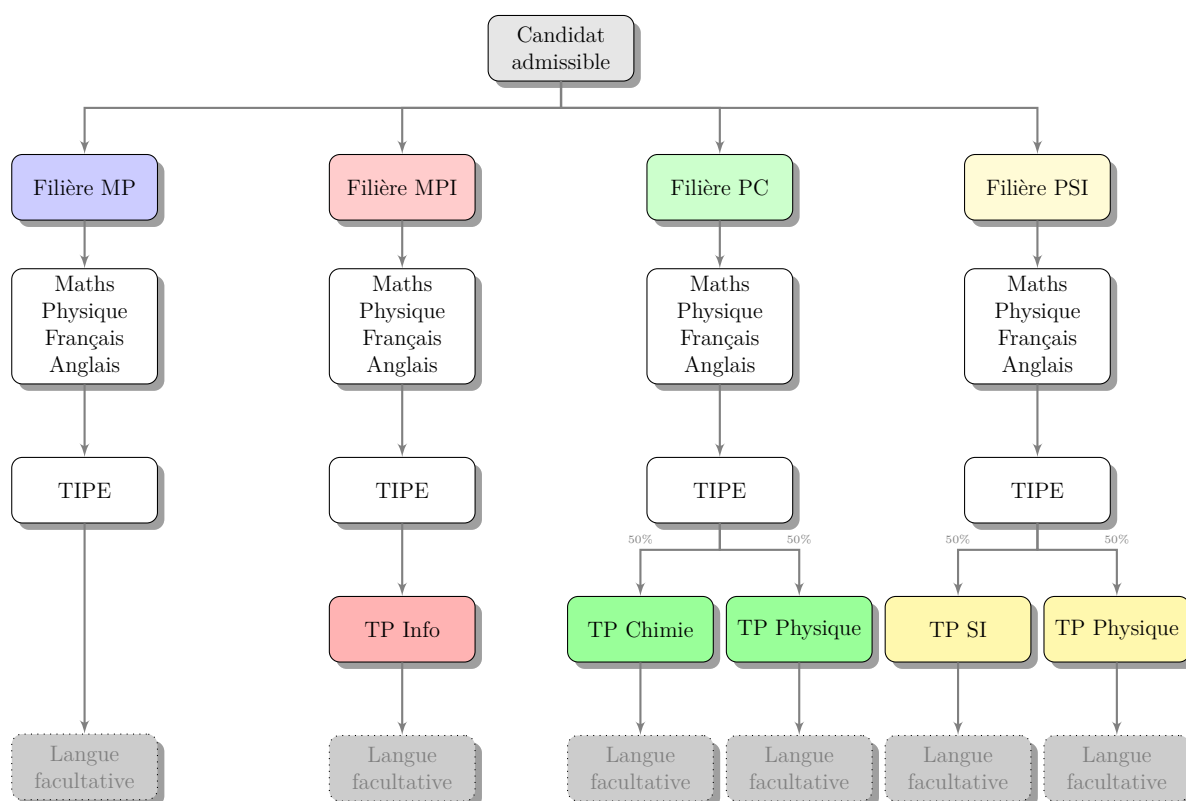 Candidat
admissible
Filière MP
Filière MPI
Filière PC
Filière PSI
Maths
Physique
Français
Anglais
Maths
Physique
Français
Anglais
Maths
Physique
Français
Anglais
Maths
Physique
Français
Anglais
TIPE
TIPE
TIPE
TIPE
50%
50%
50%
50%
TP Info
TP Chimie
TP Physique
TP SI
TP Physique
Langue
facultative
Langue
facultative
Langue
facultative
Langue
facultative
Langue
facultative
Langue
facultative